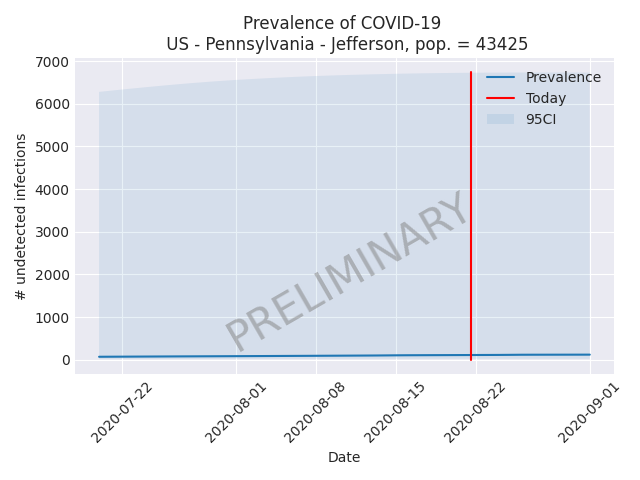 Prevalence of COVID-19
US - Pennsylvania - Jefferson, pop. = 43425
7000
6000
5000
4000
3000
2000
1000
0
# undetected infections
Prevalence
Today
95CI
PRELIMINARY
2020-07-22
2020-08-01
2020-08-08
2020-08-15
2020-08-22
2020-09-01
Date